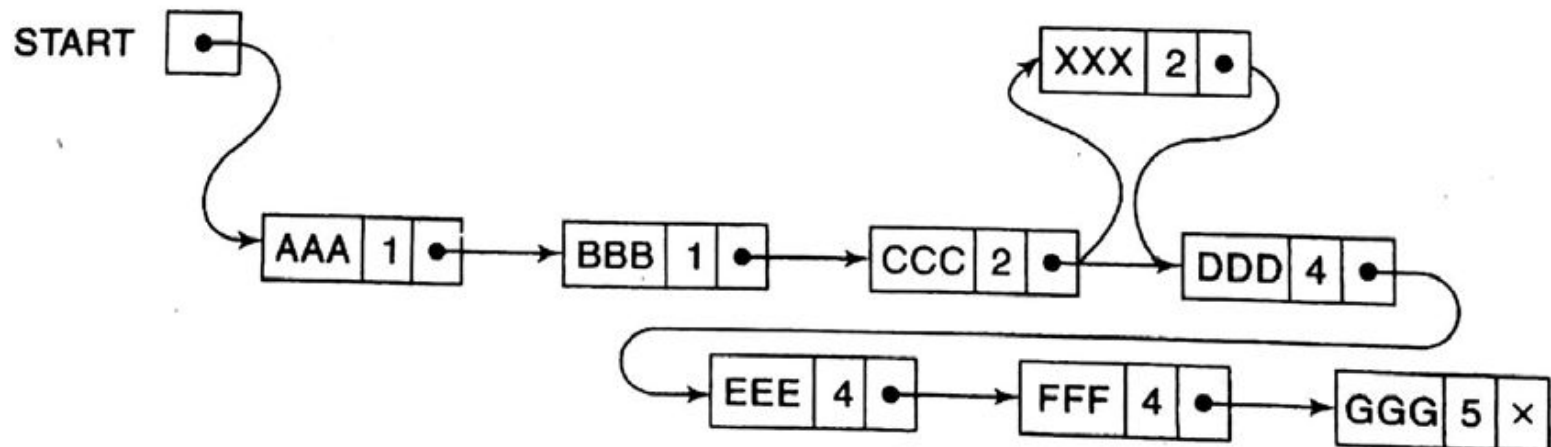 START
XXX 2
AAA 1
BBB 1
CCC 2
DDD 4
EEE 4
FFF 4
GGG 5 ×